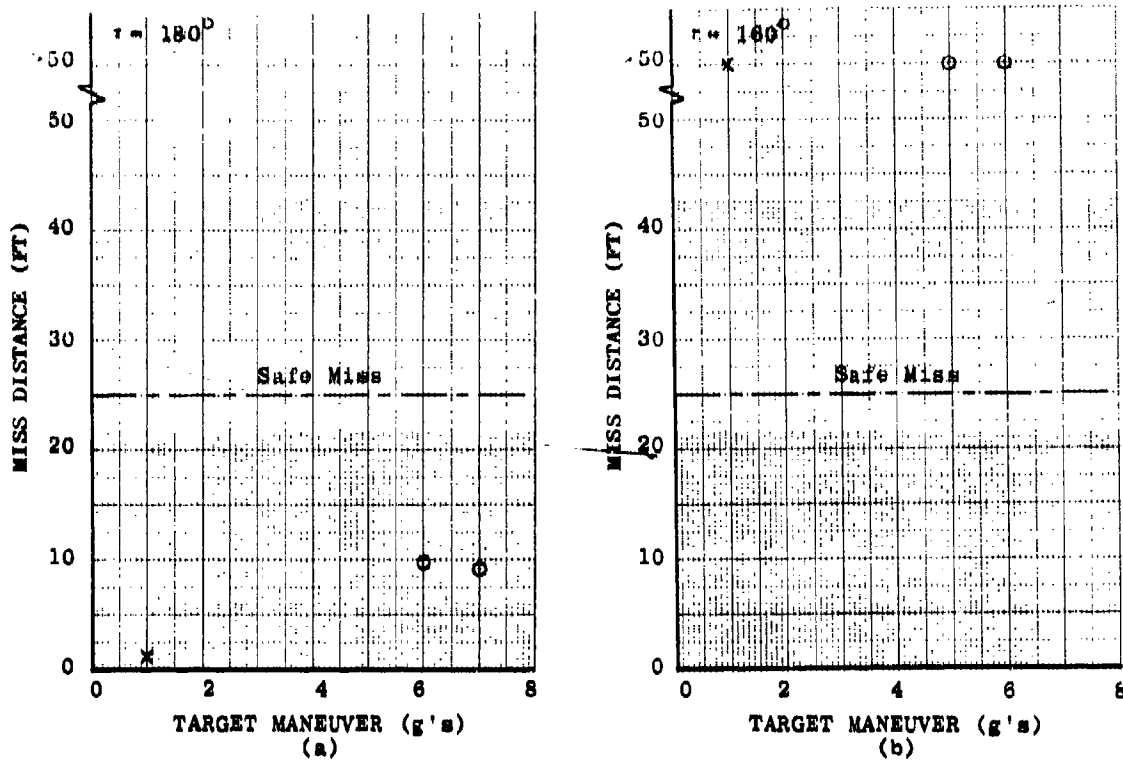 τ = 180°
50
50
40
30
Safe Miss
20
10
0
0 2 4 6 8
MISS DISTANCE (FT)
TARGET MANEUVER (g's)
(a)
= 160°
50
50
40
30
Safe Miss
20
10
0
0 2 4 6 8
MISS DISTANCE (FT)
TARGET MANEUVER (g's)
(b)